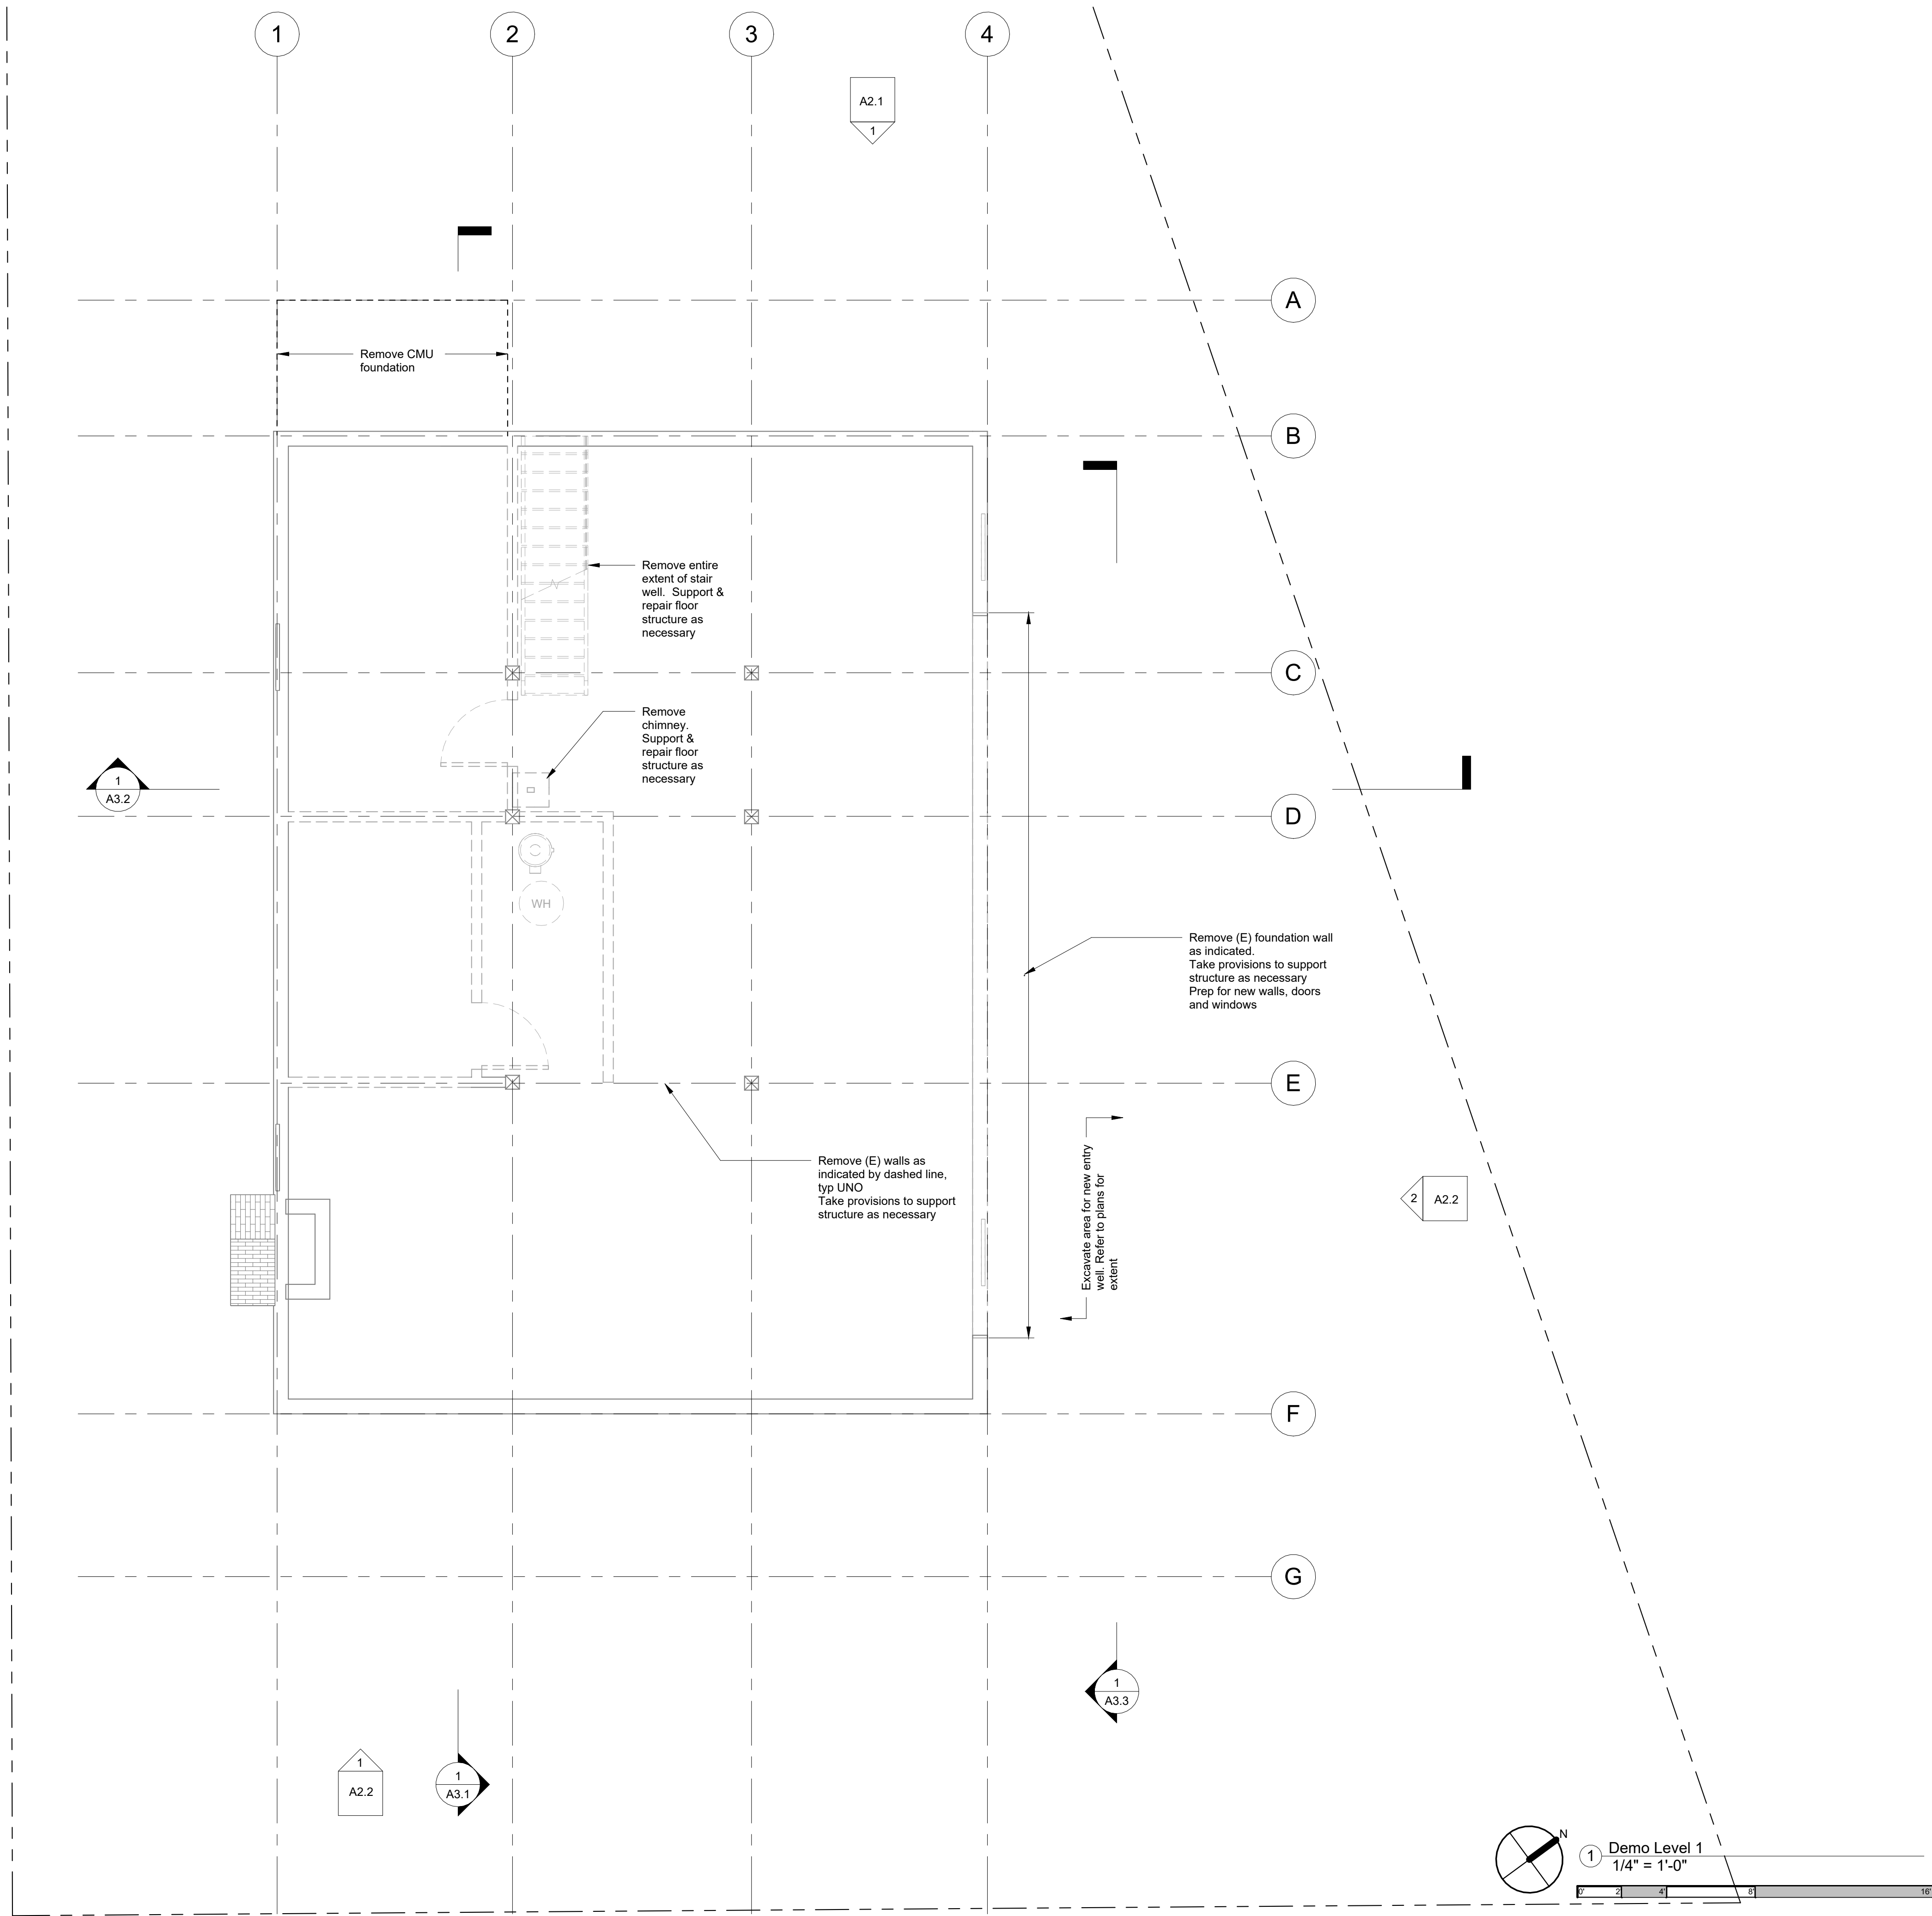 1
2
3
4
A2.1
1
A
Remove CMU
foundation
B
Remove entire
extent of stair
well.  Support &
repair floor
structure as
necessary
C
Remove
chimney.
Support &
repair floor
structure as
necessary
1
A3.2
D
WH
Remove (E) foundation wall
as indicated.
Take provisions to support
structure as necessary
Prep for new walls, doors
and windows
E
Remove (E) walls as
indicated by dashed line,
typ UNO
Take provisions to support
structure as necessary
Excavate area for new entry
well. Refer to plans for
extent
2
A2.2
F
G
1
A3.3
1
A2.2
1
A3.1
N
1
Demo Level 1
1/4" = 1'-0"
0' 2' 4' 8' 16'